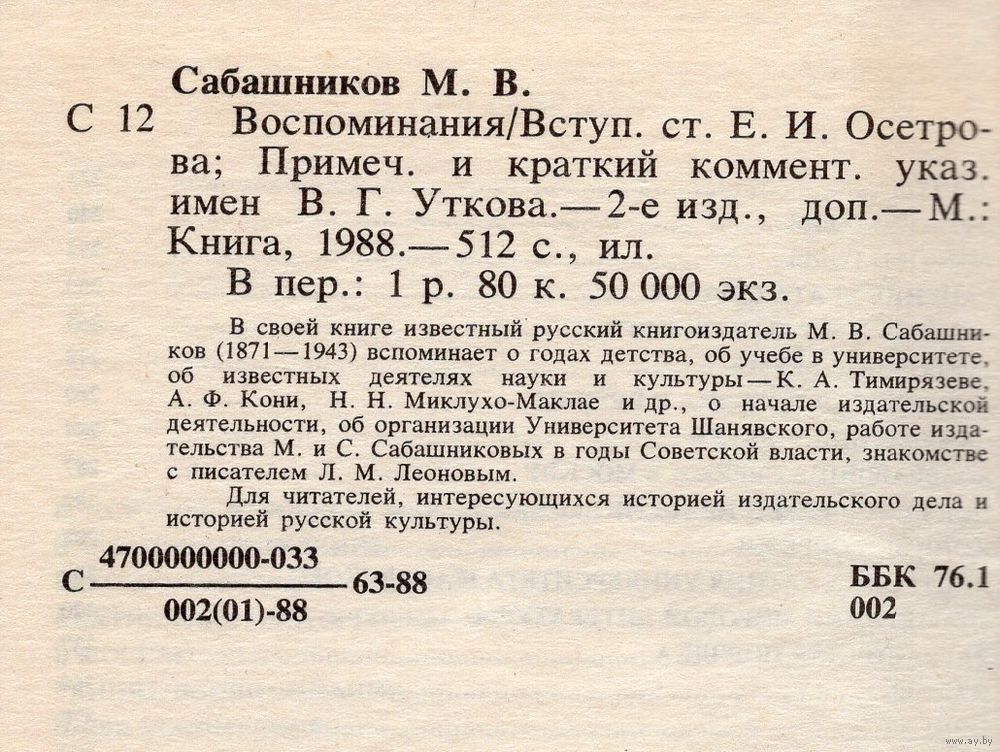 Сабашников М. В.
С 12 Воспоминания/Вступ. ст. Е. И. Осетро-
ва; Примеч. и краткий коммент. указ.
имен В. Г. Уткова.—2-е изд., доп.—М.:
Книга, 1988.—512 с., ил.
В пер.: 1 р. 80 к. 50 000 экз.
В своей книге известный русский книгоиздатель М. В. Сабашни-
ков (1871—1943) вспоминает о годах детства, об учебе в университете,
об известных деятелях науки и культуры—К. А. Тимирязеве,
А. Ф. Кони, Н. Н. Миклухо-Маклае и др., о начале издательской
деятельности, об организации Университета Шанявского, работе изда-
тельства М. и С. Сабашниковых в годы Советской власти, знакомстве
с писателем Л. М. Леоновым.
Для читателей, интересующихся историей издательского дела и
историей русской культуры.
4700000000-033
С 63-88
002(01)-88
ББК 76.1
002
www.ay.by